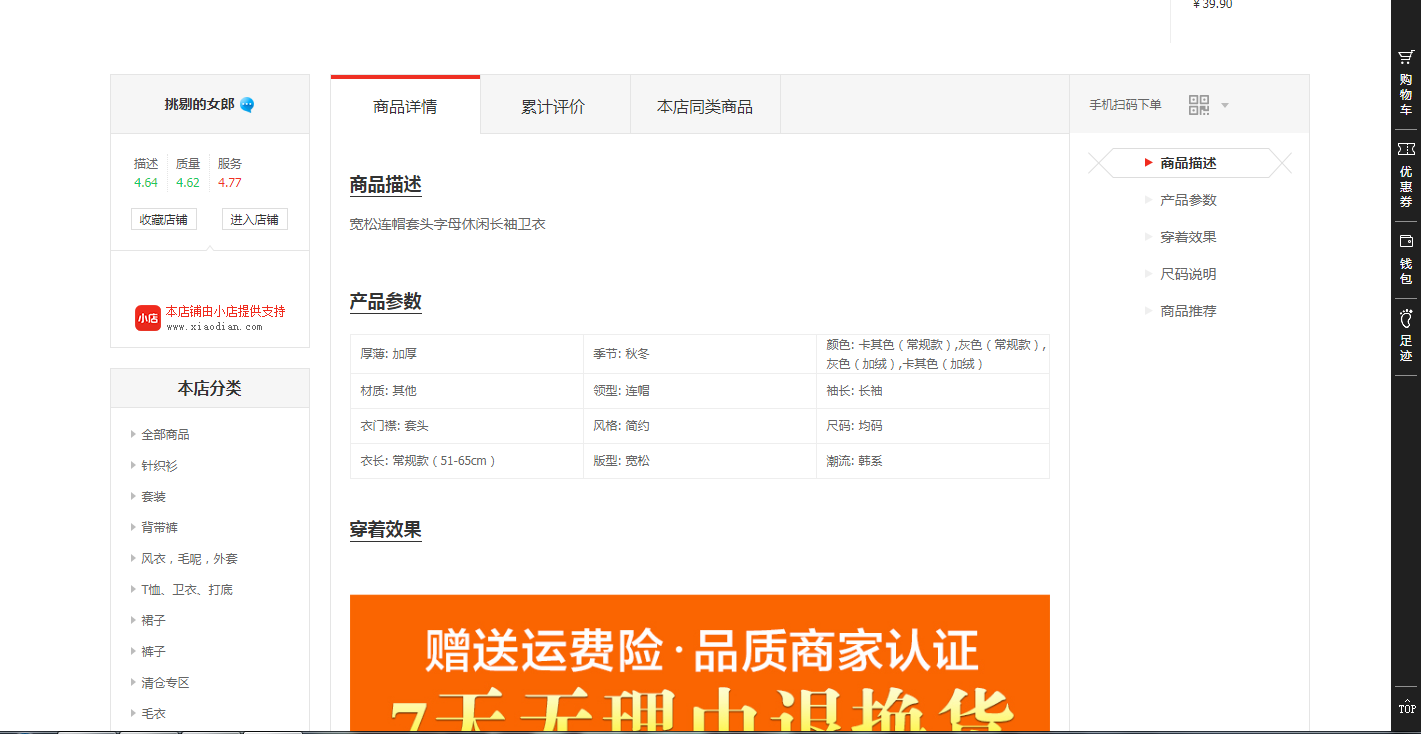 ¥39.90
挑剔的女郎
描述 质量 服务
4.64 4.62 4.77
收藏店铺 进入店铺
小店
本店铺由小店提供支持
www.xiaodian.com
本店分类
全部商品
针织衫
套装
背带裤
风衣，毛呢，外套
T恤、卫衣、打底
裙子
裤子
清仓专区
毛衣
商品详情 累计评价 本店同类商品
商品描述
宽松连帽套头字母休闲长袖卫衣
产品参数
厚薄: 加厚 季节: 秋冬 颜色: 卡其色（常规款）,灰色（常规款）,
灰色（加绒）,卡其色（加绒）
材质: 其他 领型: 连帽 袖长: 长袖
衣门襟: 套头 风格: 简约 尺码: 均码
衣长: 常规款（51-65cm） 版型: 宽松 潮流: 韩系
穿着效果
赠送运费险·品质商家认证
7天无理由退换货
手机扫码下单
商品描述
产品参数
穿着效果
尺码说明
商品推荐
购物车
优惠券
钱包
足迹
TOP